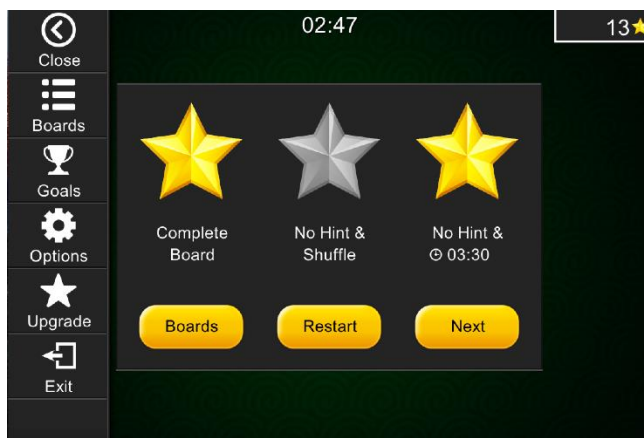 02:47
13
Close
Boards
Goals
Options
Upgrade
Exit
Complete
Board
No Hint &
Shuffle
No Hint &
03:30
Boards
Restart
Next